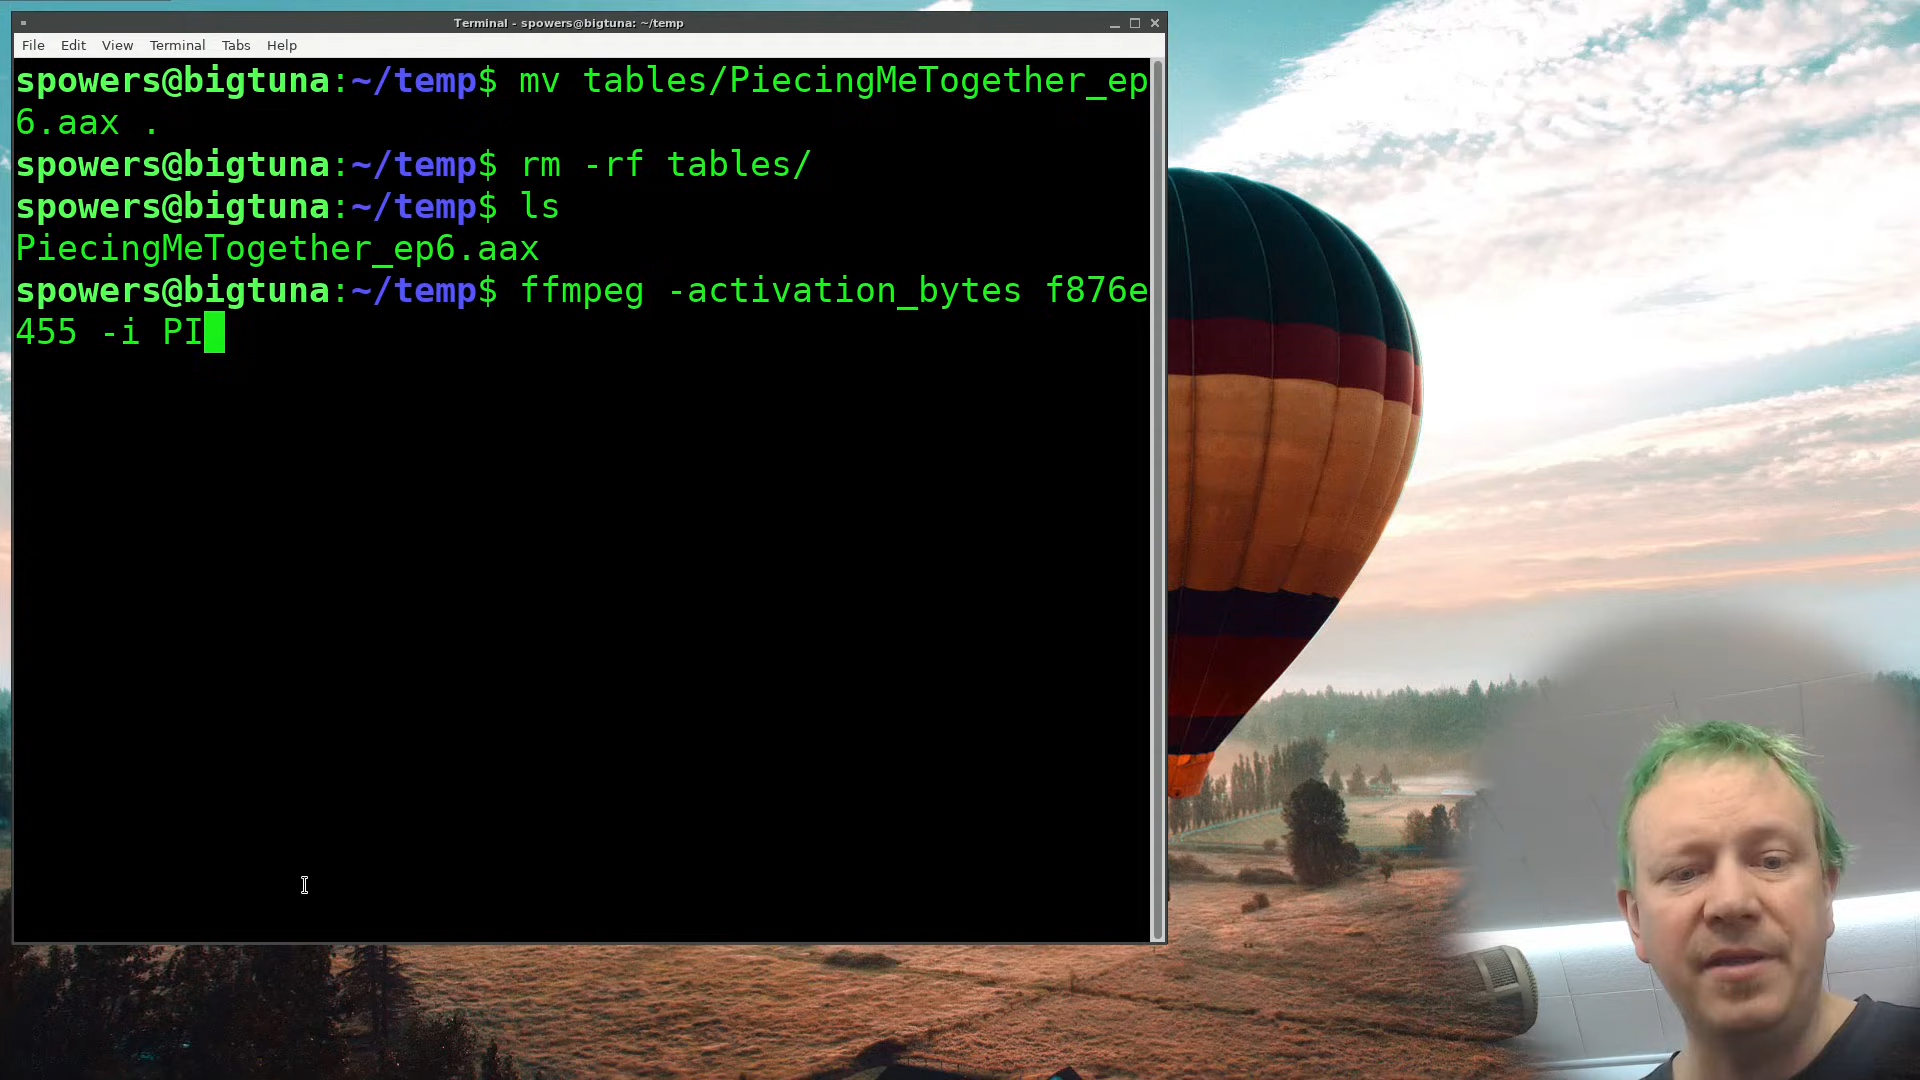 Terminal - spowers@bigtuna: ~/temp
File Edit View Terminal Tabs Help
spowers@bigtuna:~/temp$ mv tables/PiecingMeTogether_ep
6.aax .
spowers@bigtuna:~/temp$ rm -rf tables/
spowers@bigtuna:~/temp$ ls
PiecingMeTogether_ep6.aax
spowers@bigtuna:~/temp$ ffmpeg -activation_bytes f876e
455 -i PI